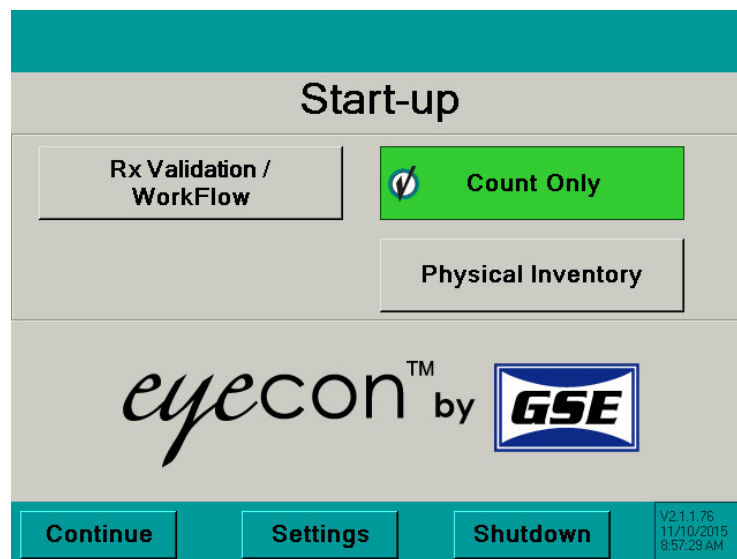 Start-up
Rx Validation /
WorkFlow
Count Only
Physical Inventory
eyecon™ by GSE
Continue
Settings
Shutdown
V2.1.1.76
11/10/2015
8:57:29 AM